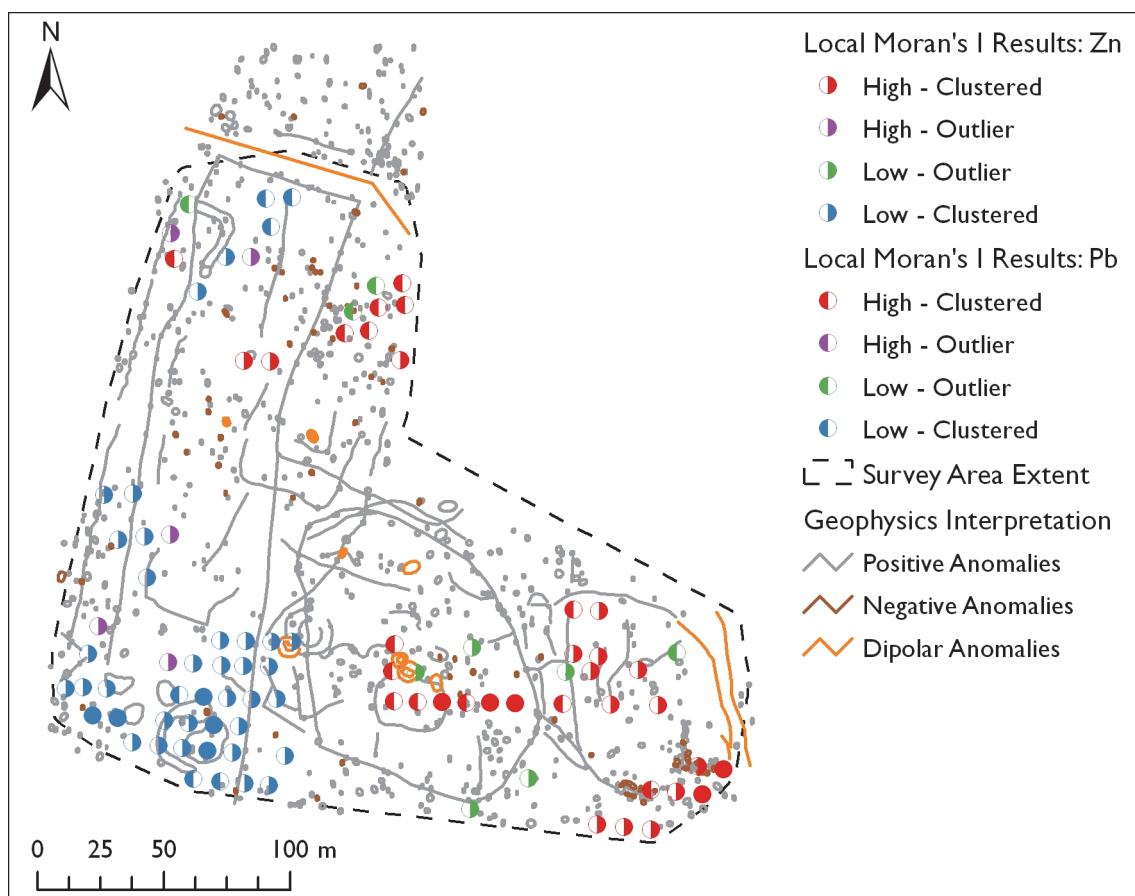 N
Local Moran's I Results: Zn
High - Clustered
High - Outlier
Low - Outlier
Low - Clustered
Local Moran's I Results: Pb
High - Clustered
High - Outlier
Low - Outlier
Low - Clustered
Survey Area Extent
Geophysics Interpretation
Positive Anomalies
Negative Anomalies
Dipolar Anomalies
0 25 50 100 m